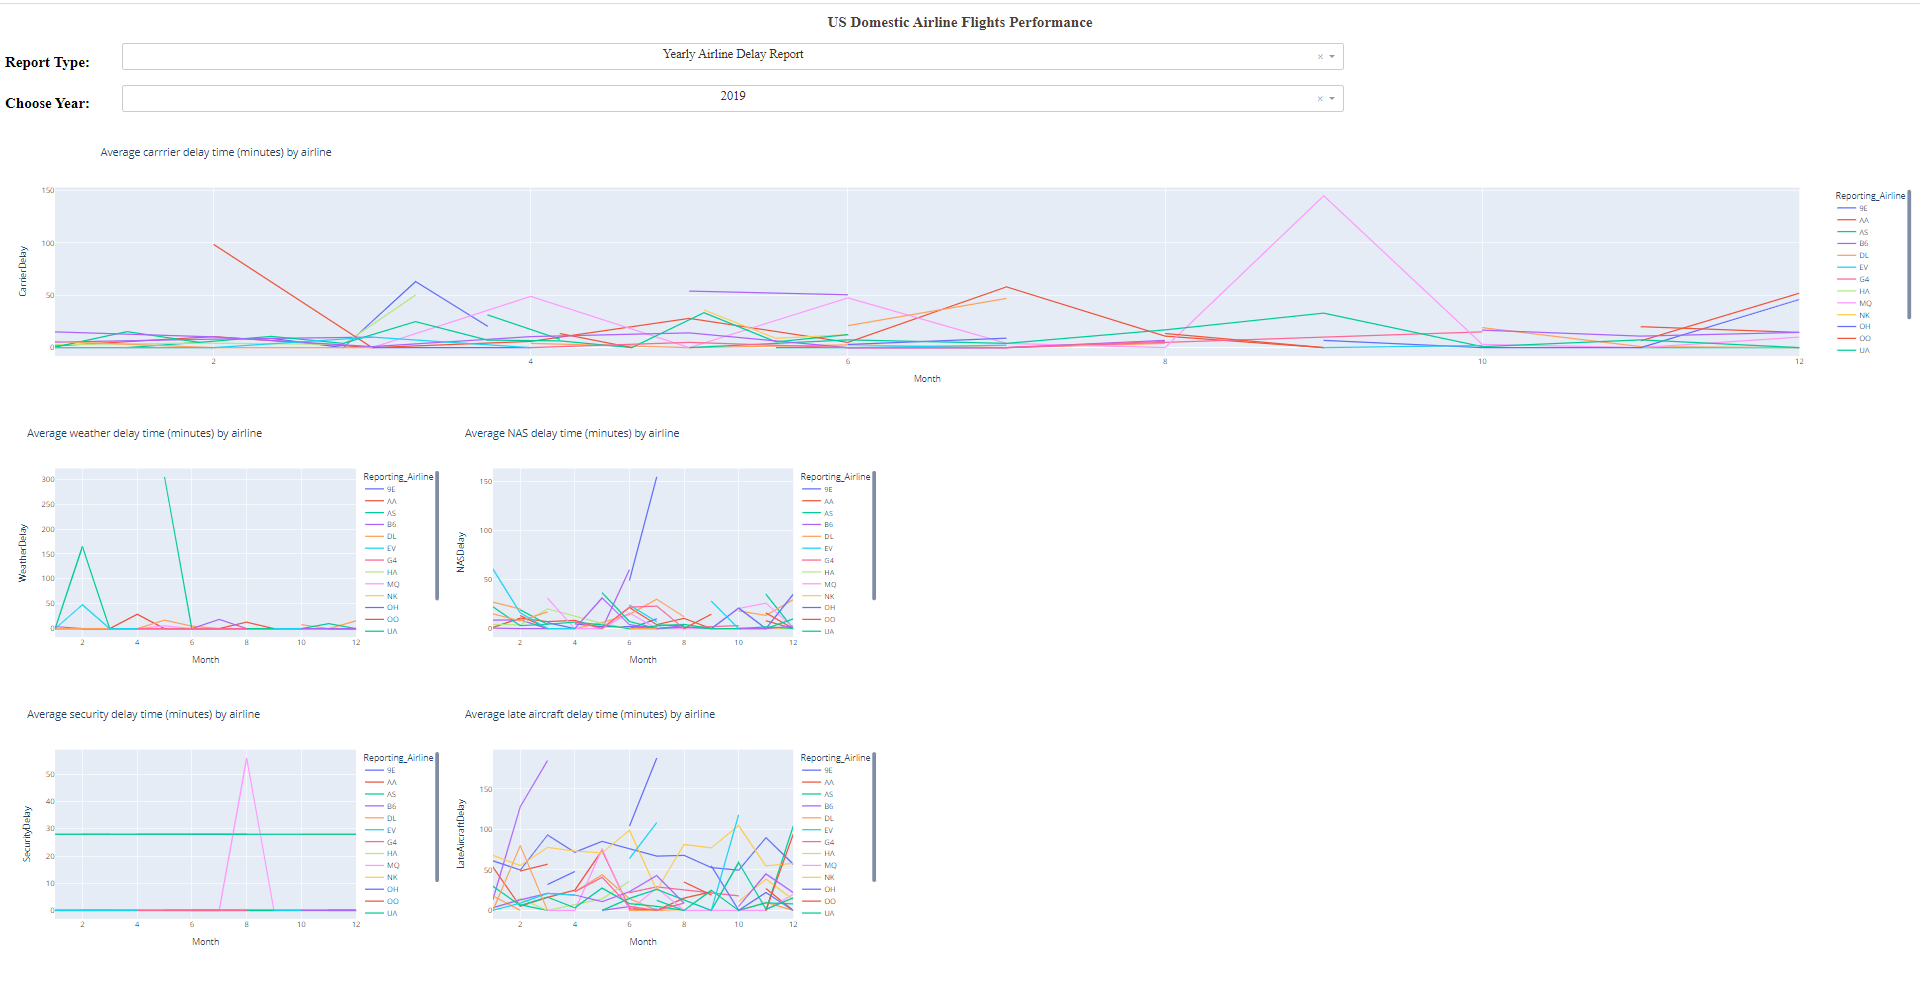 US Domestic Airline Flights Performance
Report Type:
Yearly Airline Delay Report
× 
Choose Year:
2019
×
Average carrrier delay time (minutes) by airline
150
100
50
0
CarrierDelay
2
4
6
8
10
12
Month
Reporting_Airline
9E
AA
AS
B6
DL
EV
G4
HA
MQ
NK
OH
OO
UA
Average weather delay time (minutes) by airline
300
250
200
150
100
50
0
WeatherDelay
2
4
6
8
10
12
Month
Reporting_Airline
9E
AA
AS
B6
DL
EV
G4
HA
MQ
NK
OH
OO
UA
Average NAS delay time (minutes) by airline
150
100
50
0
NASDelay
2
4
6
8
10
12
Month
Reporting_Airline
9E
AA
AS
B6
DL
EV
G4
HA
MQ
NK
OH
OO
UA
Average security delay time (minutes) by airline
50
40
30
20
10
0
SecurityDelay
2
4
6
8
10
12
Month
Reporting_Airline
9E
AA
AS
B6
DL
EV
G4
HA
MQ
NK
OH
OO
UA
Average late aircraft delay time (minutes) by airline
150
100
50
0
LateAircraftDelay
2
4
6
8
10
12
Month
Reporting_Airline
9E
AA
AS
B6
DL
EV
G4
HA
MQ
NK
OH
OO
UA